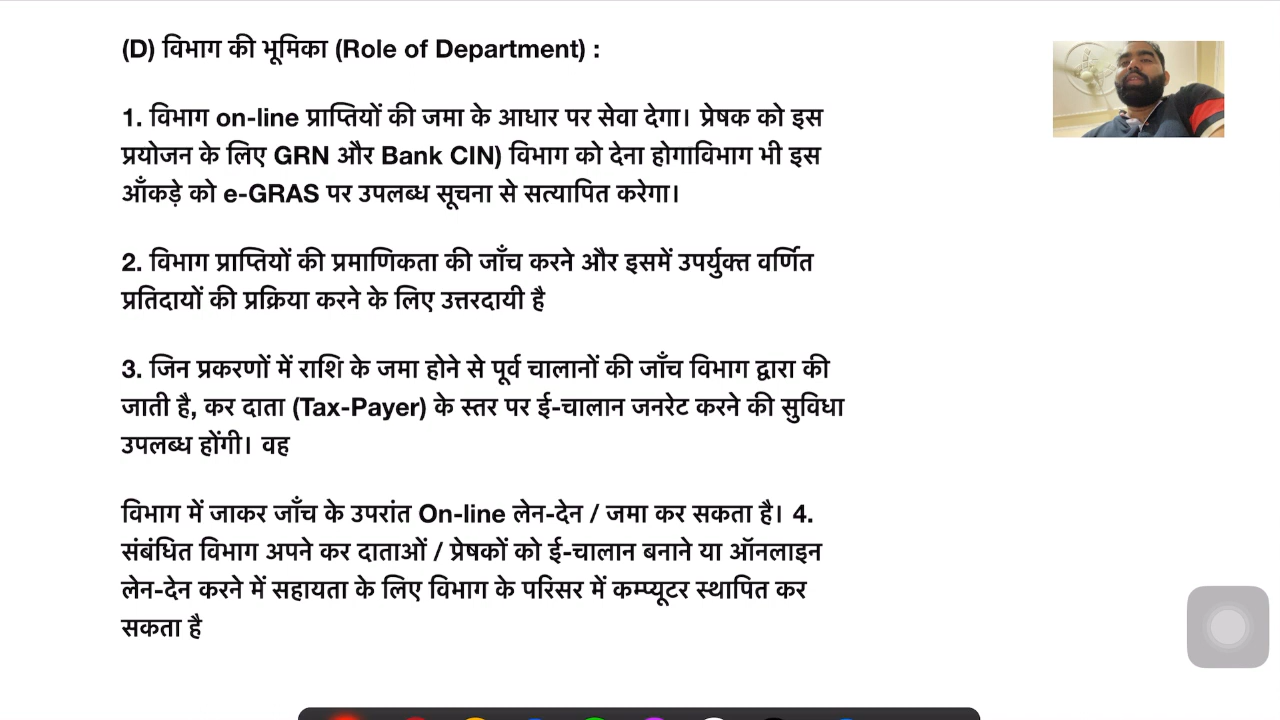 (D) विभाग की भूमिका (Role of Department) :
1. विभाग on-line प्राप्तियों की जमा के आधार पर सेवा देगा। प्रेषक को इस
प्रयोजन के लिए GRN और Bank CIN) विभाग को देना होगाविभाग भी इस
आँकड़े को e-GRAS पर उपलब्ध सूचना से सत्यापित करेगा।
2. विभाग प्राप्तियों की प्रमाणिकता की जाँच करने और इसमें उपर्युक्त वर्णित
प्रतिदायों की प्रक्रिया करने के लिए उत्तरदायी है
3. जिन प्रकरणों में राशि के जमा होने से पूर्व चालानों की जाँच विभाग द्वारा की
जाती है, कर दाता (Tax-Payer) के स्तर पर ई-चालान जनरेट करने की सुविधा
उपलब्ध होंगी। वह
विभाग में जाकर जाँच के उपरांत On-line लेन-देन / जमा कर सकता है। 4.
संबंधित विभाग अपने कर दाताओं / प्रेषकों को ई-चालान बनाने या ऑनलाइन
लेन-देन करने में सहायता के लिए विभाग के परिसर में कम्प्यूटर स्थापित कर
सकता है